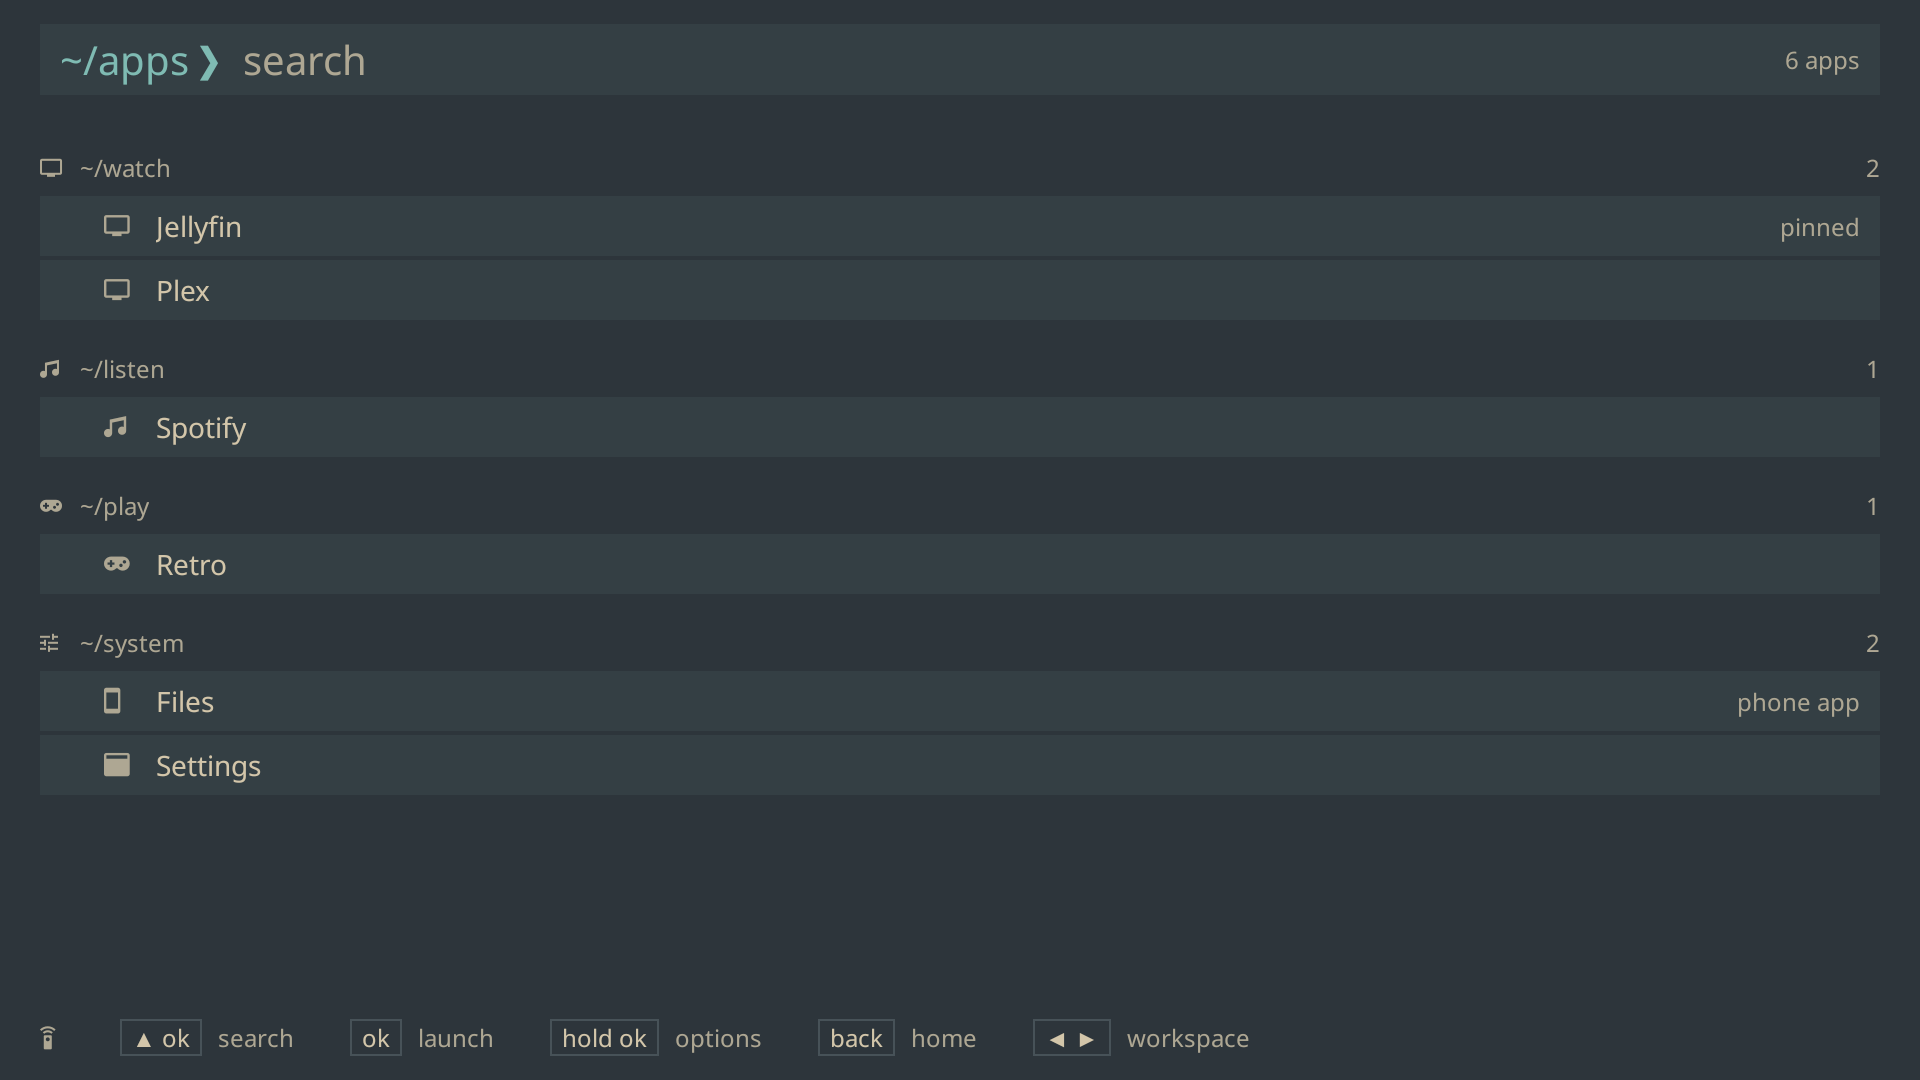 ~/apps ❯ search
6 apps
~/watch
2
Jellyfin
pinned
Plex
~/listen
1
Spotify
~/play
1
Retro
~/system
2
Files
phone app
Settings
▲ ok search ok launch hold ok options back home ◀ ▶ workspace